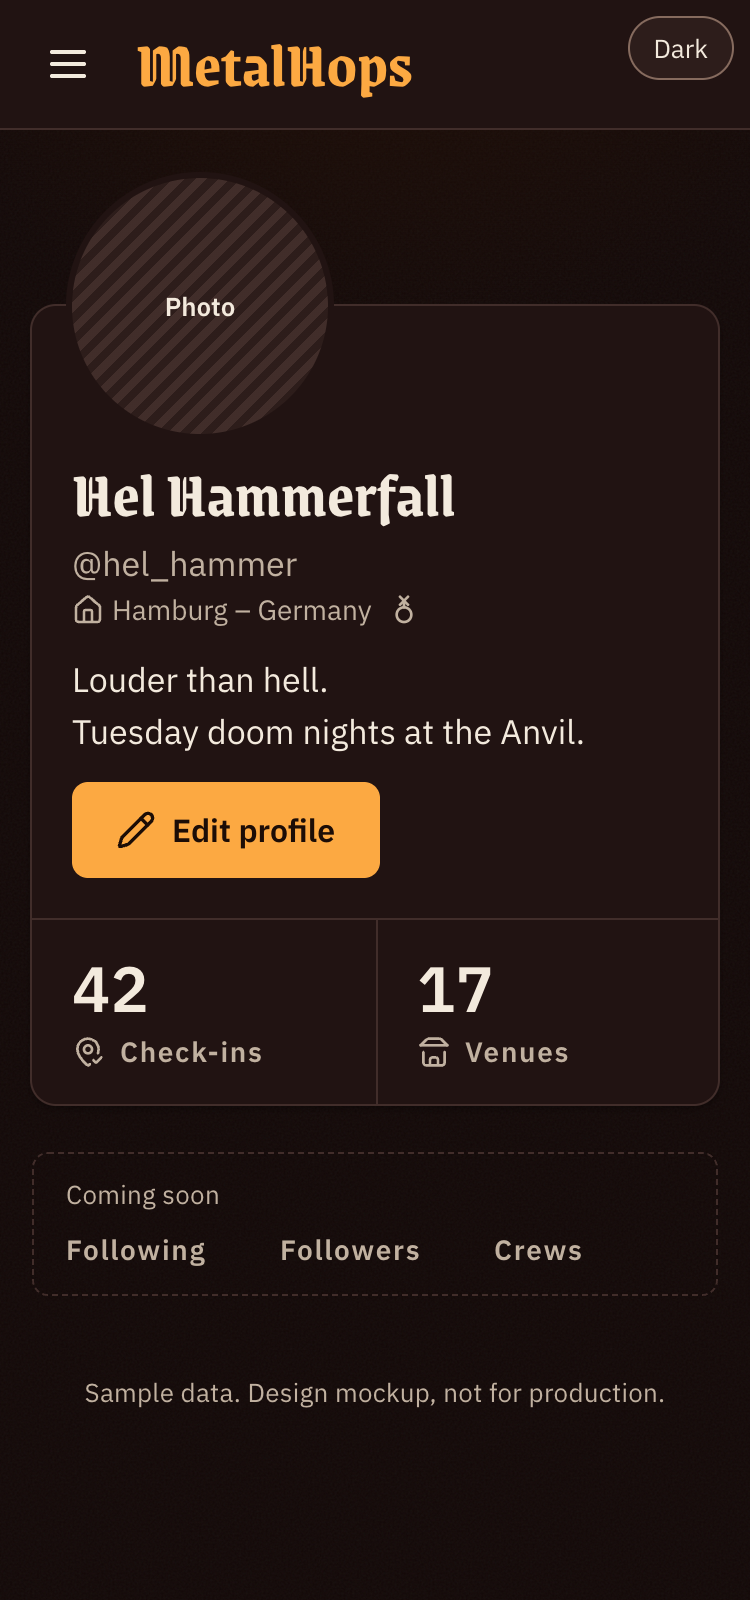 MetalHops
Dark
Photo
Hel Hammerfall
@hel_hammer
Hamburg – Germany
Louder than hell.
Tuesday doom nights at the Anvil.
Edit profile
42
Check-ins
17
Venues
Coming soon
Following Followers Crews
Sample data. Design mockup, not for production.